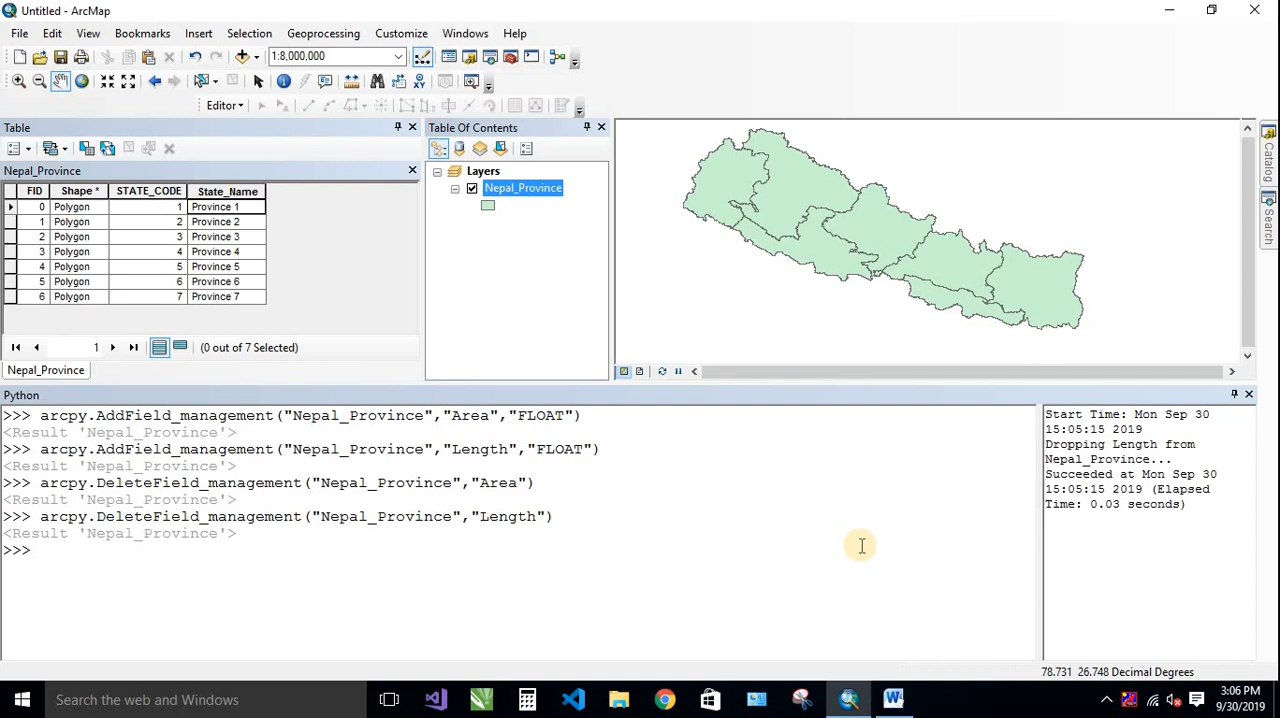 Untitled - ArcMap
File Edit View Bookmarks Insert Selection Geoprocessing Customize Windows Help
1:8,000,000
Editor
Table
Nepal_Province
FID Shape * STATE_CODE State_Name
0 Polygon 1 Province 1
1 Polygon 2 Province 2
2 Polygon 3 Province 3
3 Polygon 4 Province 4
4 Polygon 5 Province 5
5 Polygon 6 Province 6
6 Polygon 7 Province 7
1 (0 out of 7 Selected)
Nepal_Province
Table Of Contents
Layers
Nepal_Province
Catalog
Search
Python
>>> arcpy.AddField_management("Nepal_Province","Area","FLOAT")
<Result 'Nepal_Province'>
>>> arcpy.AddField_management("Nepal_Province","Length","FLOAT")
<Result 'Nepal_Province'>
>>> arcpy.DeleteField_management("Nepal_Province","Area")
<Result 'Nepal_Province'>
>>> arcpy.DeleteField_management("Nepal_Province","Length")
<Result 'Nepal_Province'>
>>>
Start Time: Mon Sep 30
15:05:15 2019
Dropping Length from
Nepal_Province...
Succeeded at Mon Sep 30
15:05:15 2019 (Elapsed
Time: 0.03 seconds)
78.731 26.748 Decimal Degrees
Search the web and Windows
3:06 PM
9/30/2019